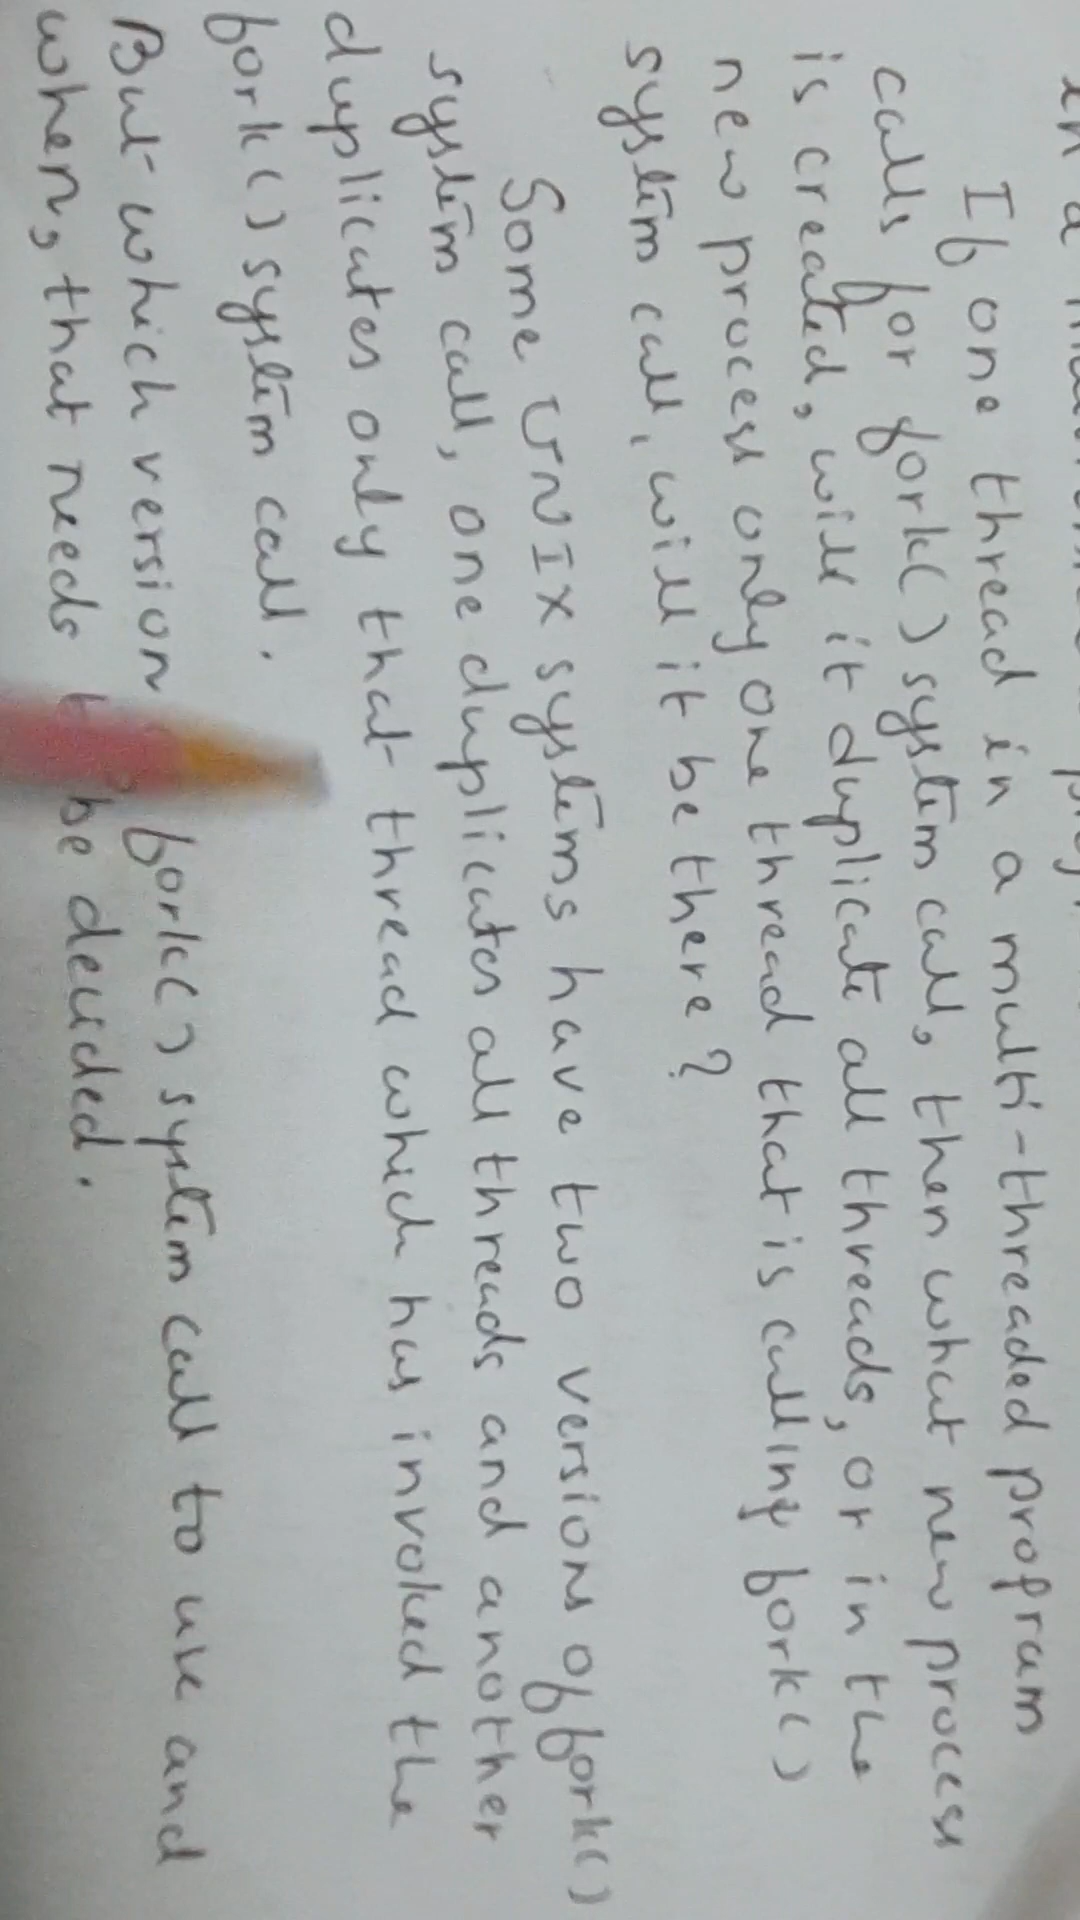 in a
If one thread in a multi-threaded program
calls for fork() system call, then what new process
is created, will it duplicate all threads, or in the
new process only one thread that is calling fork()
system call, will it be there?
Some UNIX systems have two versions of fork()
system call, one duplicates all threads and another
duplicates only that thread which has invoked the
fork() system call.
But which version fork() system call to use and
when, that needs be decided.